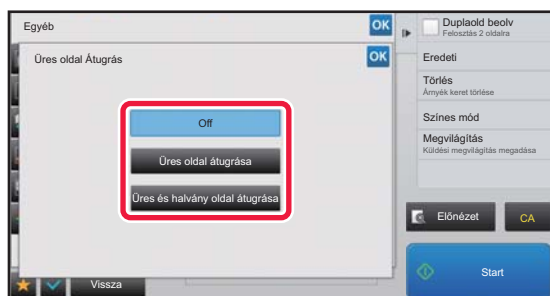 Egyéb
OK
Üres oldal Átugrás
OK
Off
Üres oldal átugrása
Üres és halvány oldal átugrása
Vissza
Duplaold beolv
Felosztás 2 oldalra
Eredeti
Törlés
Árnyék keret törlése
Színes mód
Megvilágítás
Küldési megvilágítás megadása
Előnézet
CA
Start